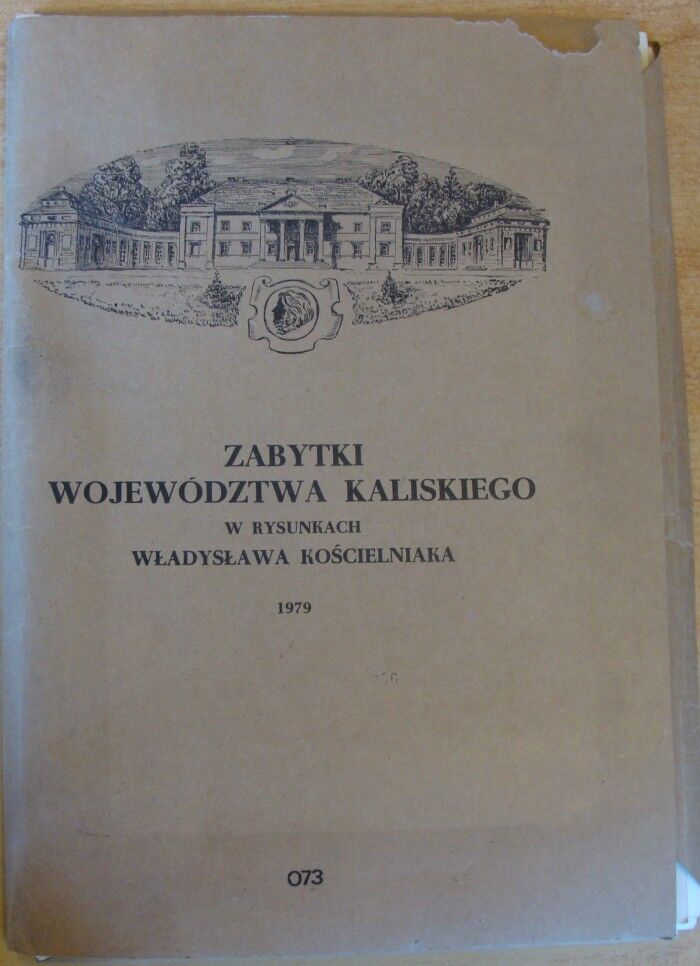 ZABYTKI
WOJEWÓDZTWA KALISKIEGO
W RYSUNKACH
WŁADYSŁAWA KOŚCIELNIAKA
1979
073